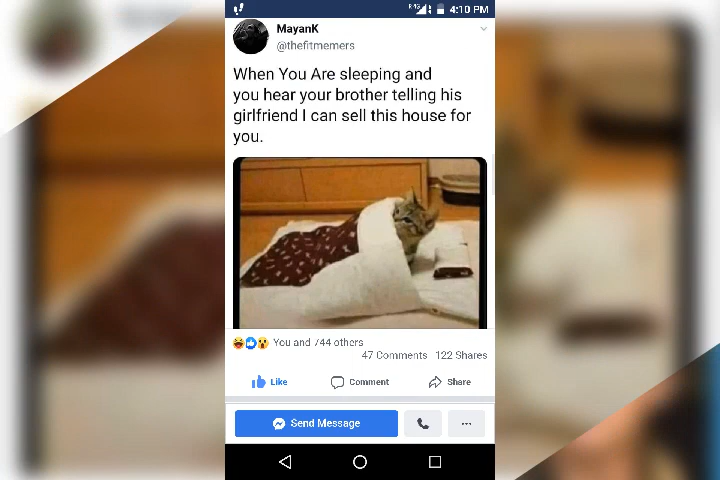 R4G 4:10 PM
MayanK
@thefitmemers
When You Are sleeping and
you hear your brother telling his
girlfriend I can sell this house for
you.
You and 744 others
47 Comments 122 Shares
Like Comment Share
Send Message